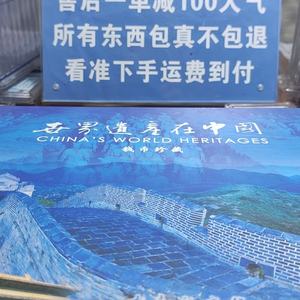 售后一单减100人气
所有东西包真不包退
看准下手运费到付
世界遗产在中国
CHINA'S WORLD HERITAGES
钱币珍藏